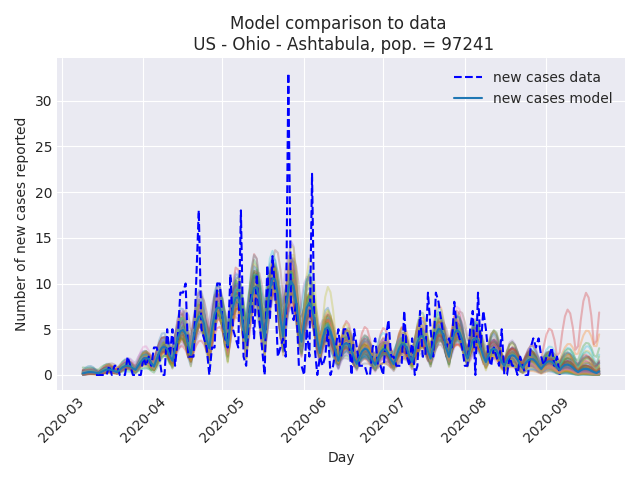 Model comparison to data
US - Ohio - Ashtabula, pop. = 97241
new cases data
new cases model
Number of new cases reported
30
25
20
15
10
5
0
2020-03
2020-04
2020-05
2020-06
2020-07
2020-08
2020-09
Day